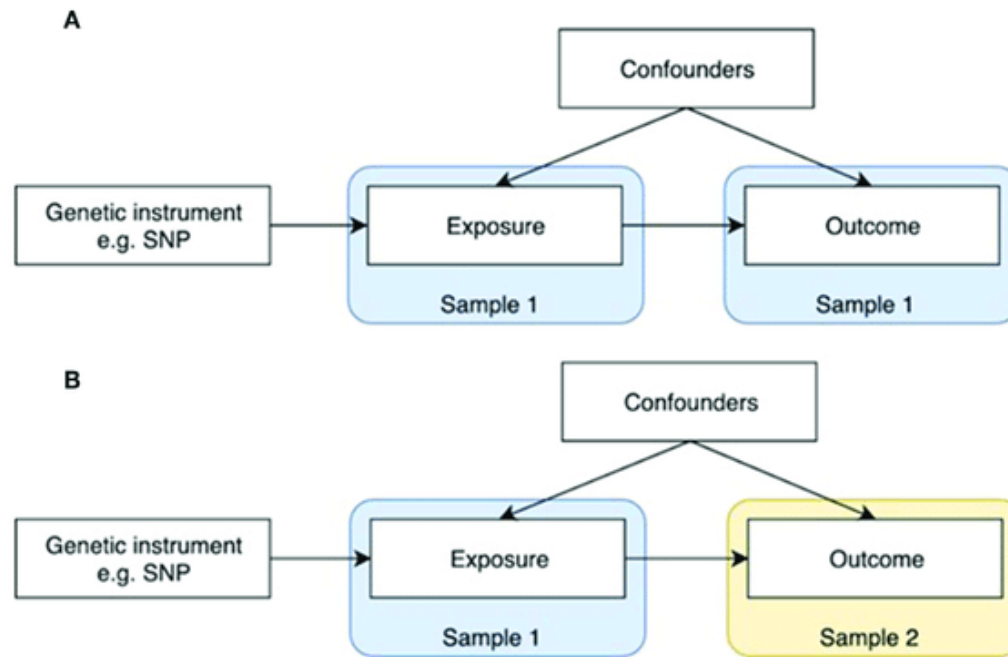 A
Confounders
Genetic instrument
e.g. SNP
Exposure
Outcome
Sample 1
Sample 1
B
Confounders
Genetic instrument
e.g. SNP
Exposure
Outcome
Sample 1
Sample 2